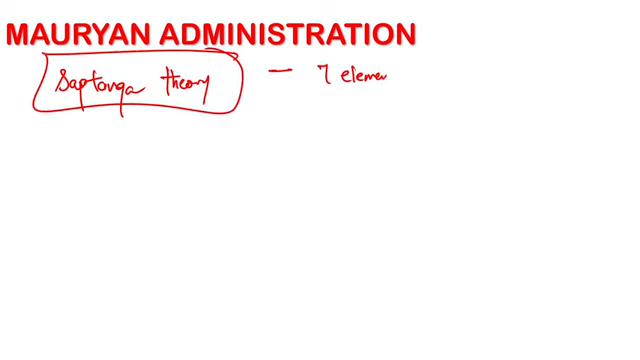 MAURYAN ADMINISTRATION
Saptanga theory — 7 elemen